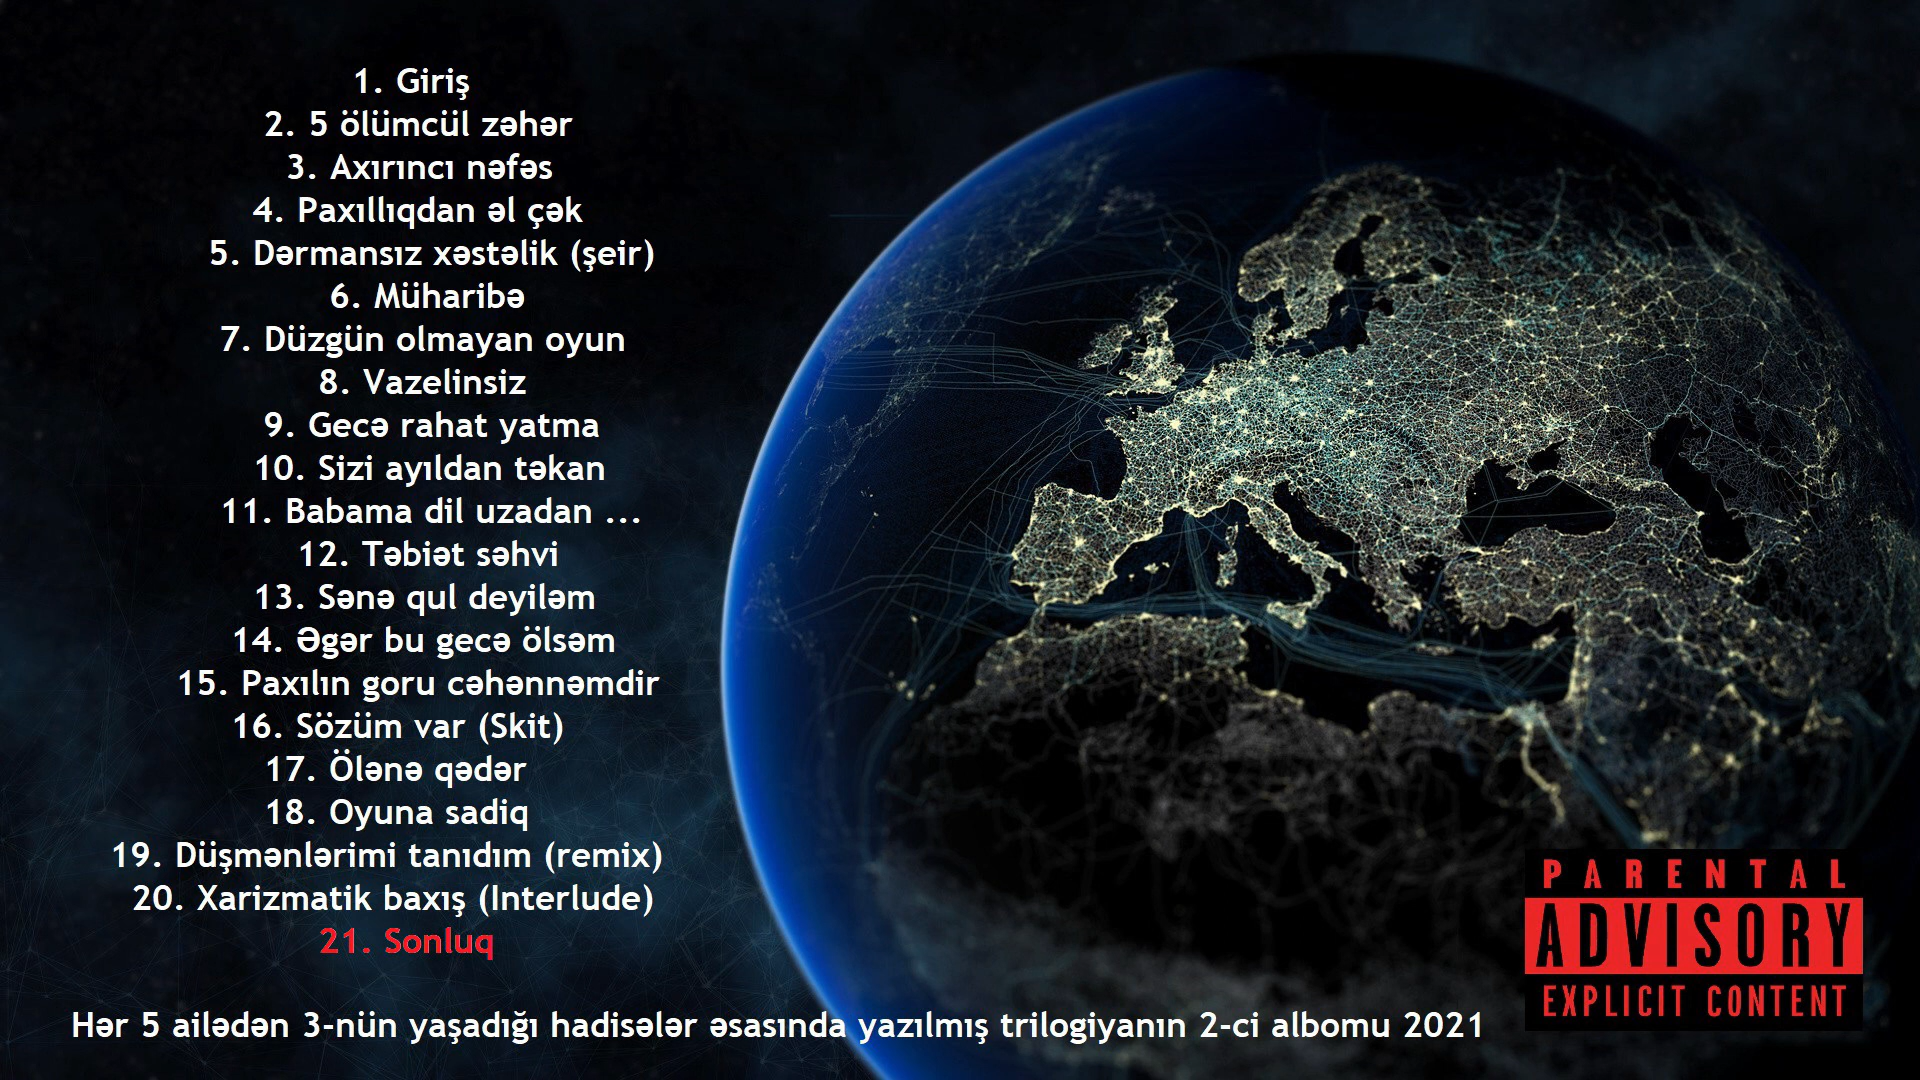 1. Giriş
2. 5 ölümcül zəhər
3. Axırıncı nəfəs
4. Paxıllıqdan əl çək
5. Dərmansız xəstəlik (şeir)
6. Müharibə
7. Düzgün olmayan oyun
8. Vazelinsiz
9. Gecə rahat yatma
10. Sizi ayıldan təkan
11. Babama dil uzadan ...
12. Təbiət səhvi
13. Sənə qul deyiləm
14. Əgər bu gecə ölsəm
15. Paxılın goru cəhənnəmdir
16. Sözüm var (Skit)
17. Ölənə qədər
18. Oyuna sadiq
19. Düşmənlərimi tanıdım (remix)
20. Xarizmatik baxış (Interlude)
21. Sonluq
Hər 5 ailədən 3-nün yaşadığı hadisələr əsasında yazılmış trilogiyanın 2-ci albomu 2021
PARENTAL
ADVISORY
EXPLICIT CONTENT